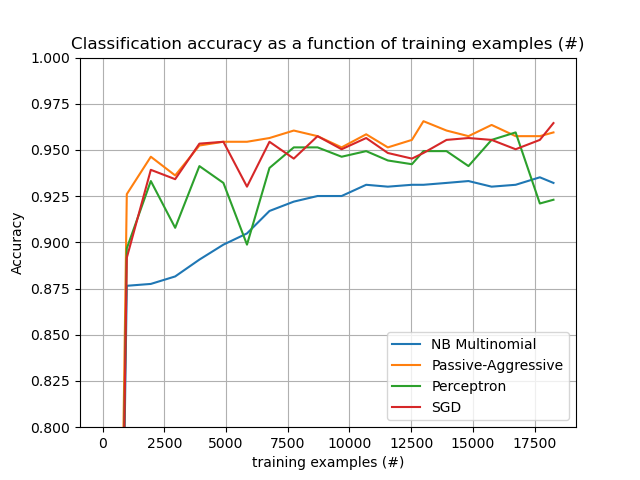 Classification accuracy as a function of training examples (#)
1.000
0.975
0.950
0.925
0.900
0.875
0.850
0.825
0.800
Accuracy
NB Multinomial
Passive-Aggressive
Perceptron
SGD
0 2500 5000 7500 10000 12500 15000 17500
training examples (#)